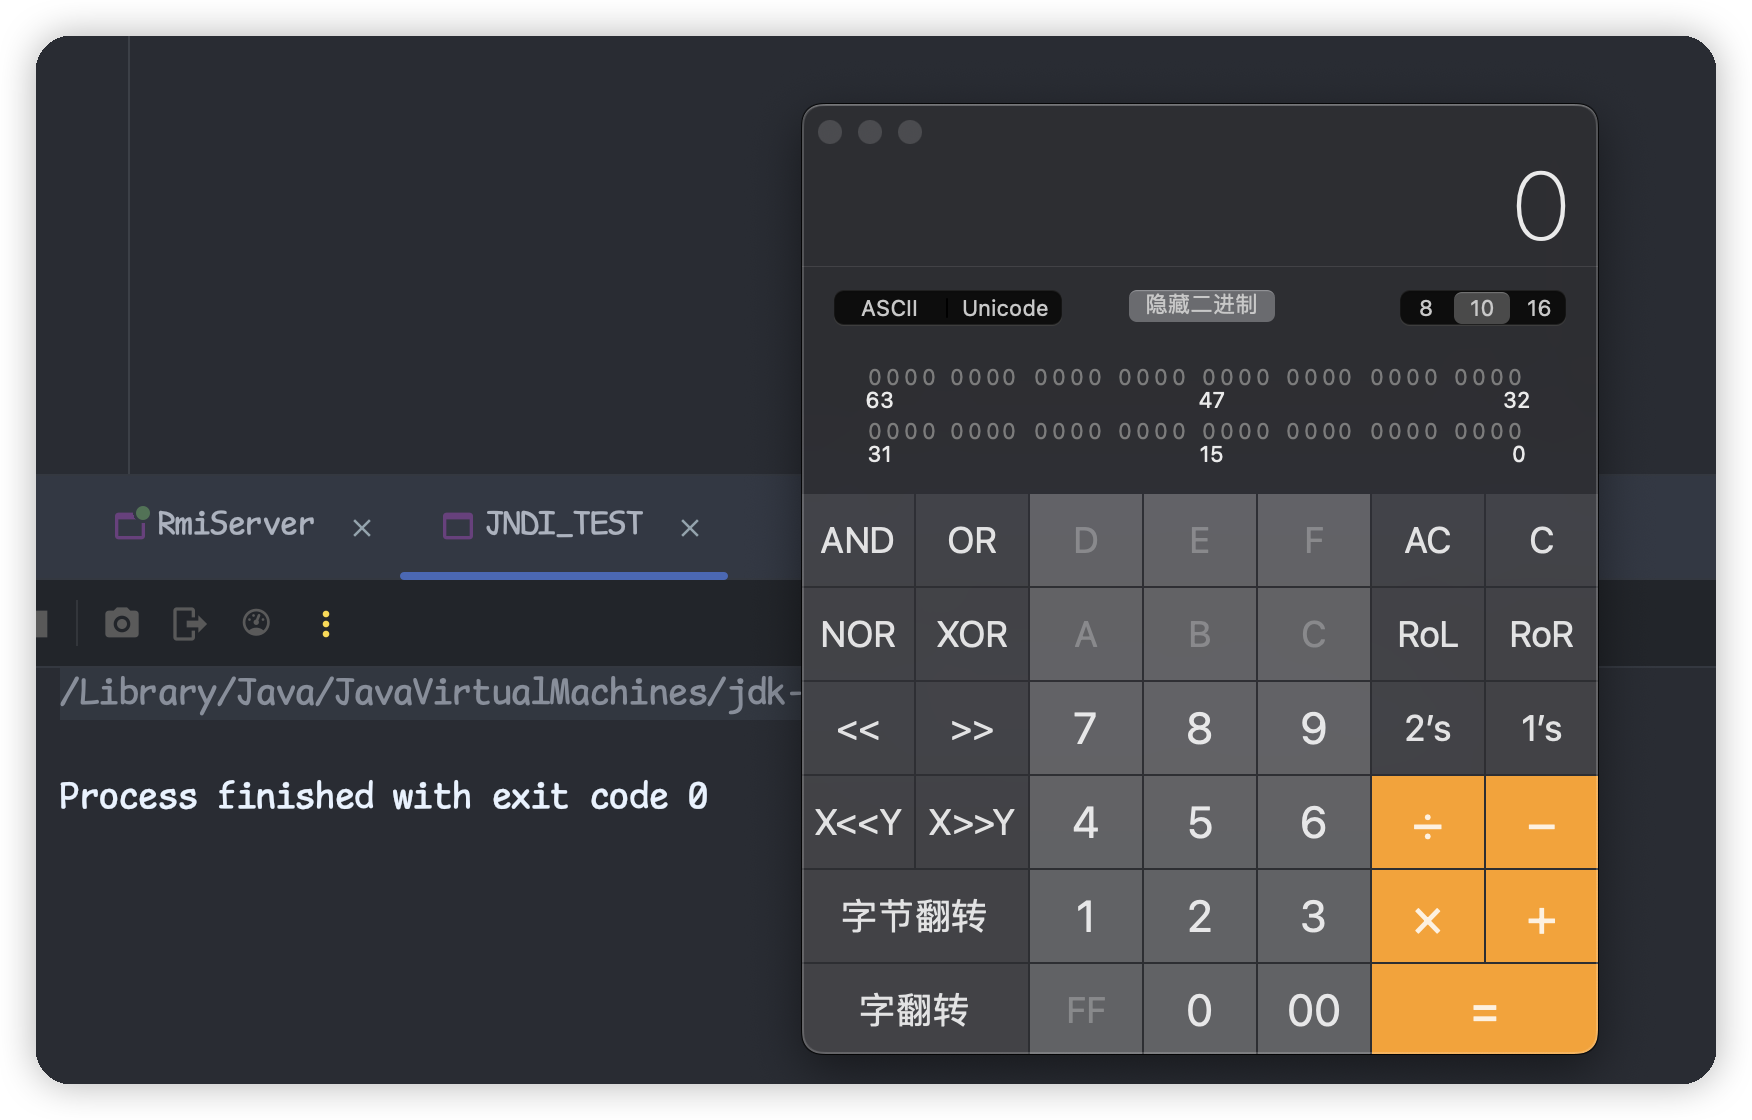 0
ASCII Unicode 隐藏二进制 8 10 16
0000 0000 0000 0000 0000 0000 0000 0000
63 47 32
0000 0000 0000 0000 0000 0000 0000 0000
31 15 0
RmiServer × JNDI_TEST ×
AND OR D E F AC C
NOR XOR A B C RoL RoR
/Library/Java/JavaVirtualMachines/jdk-
<< >> 7 8 9 2's 1's
Process finished with exit code 0
X<<Y X>>Y 4 5 6 ÷ −
字节翻转 1 2 3 × +
字翻转 FF 0 00 =